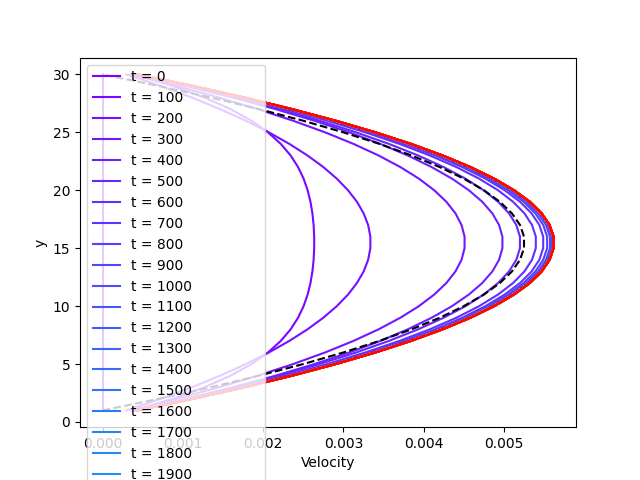 30
25
20
15
10
5
0
y
t = 0
t = 100
t = 200
t = 300
t = 400
t = 500
t = 600
t = 700
t = 800
t = 900
t = 1000
t = 1100
t = 1200
t = 1300
t = 1400
t = 1500
t = 1600
t = 1700
t = 1800
t = 1900
0.000 0.001 0.002 0.003 0.004 0.005
Velocity